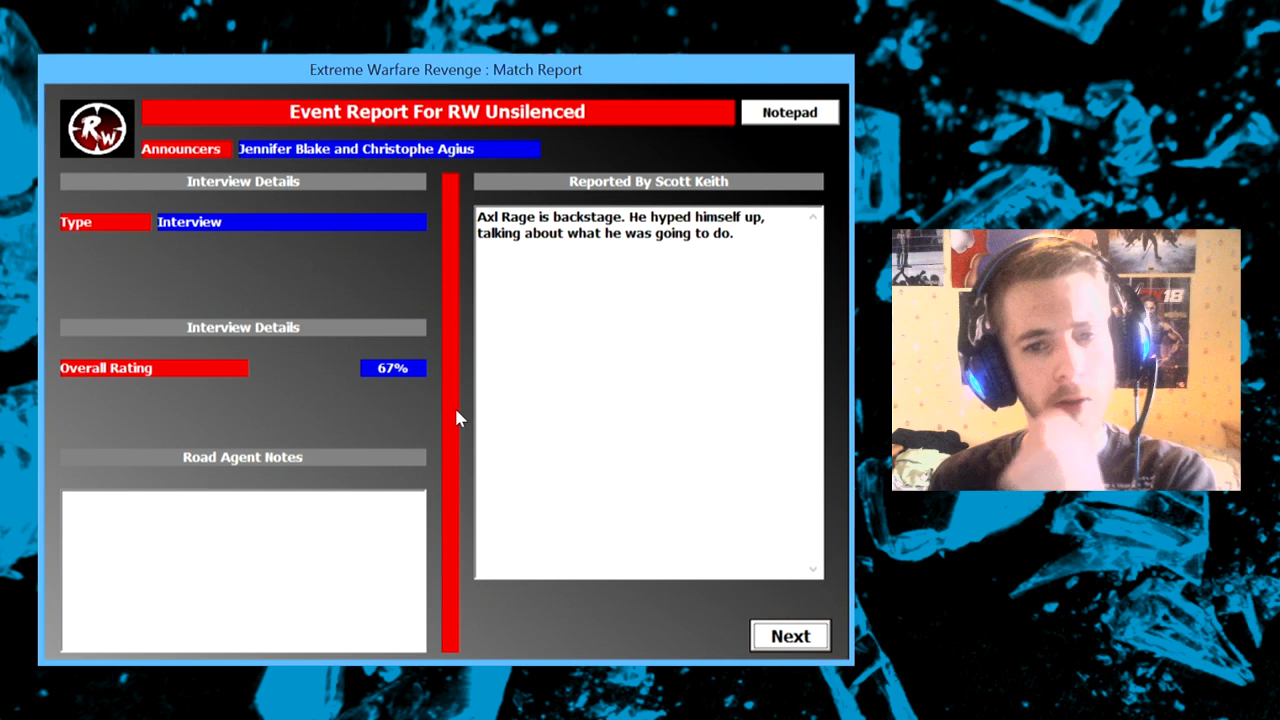 Extreme Warfare Revenge : Match Report
RW
Event Report For RW Unsilenced
Notepad
Announcers
Jennifer Blake and Christophe Agius
Interview Details
Reported By Scott Keith
Type
Interview
Axl Rage is backstage. He hyped himself up,
talking about what he was going to do.
Interview Details
Overall Rating
67%
Road Agent Notes
Next
18